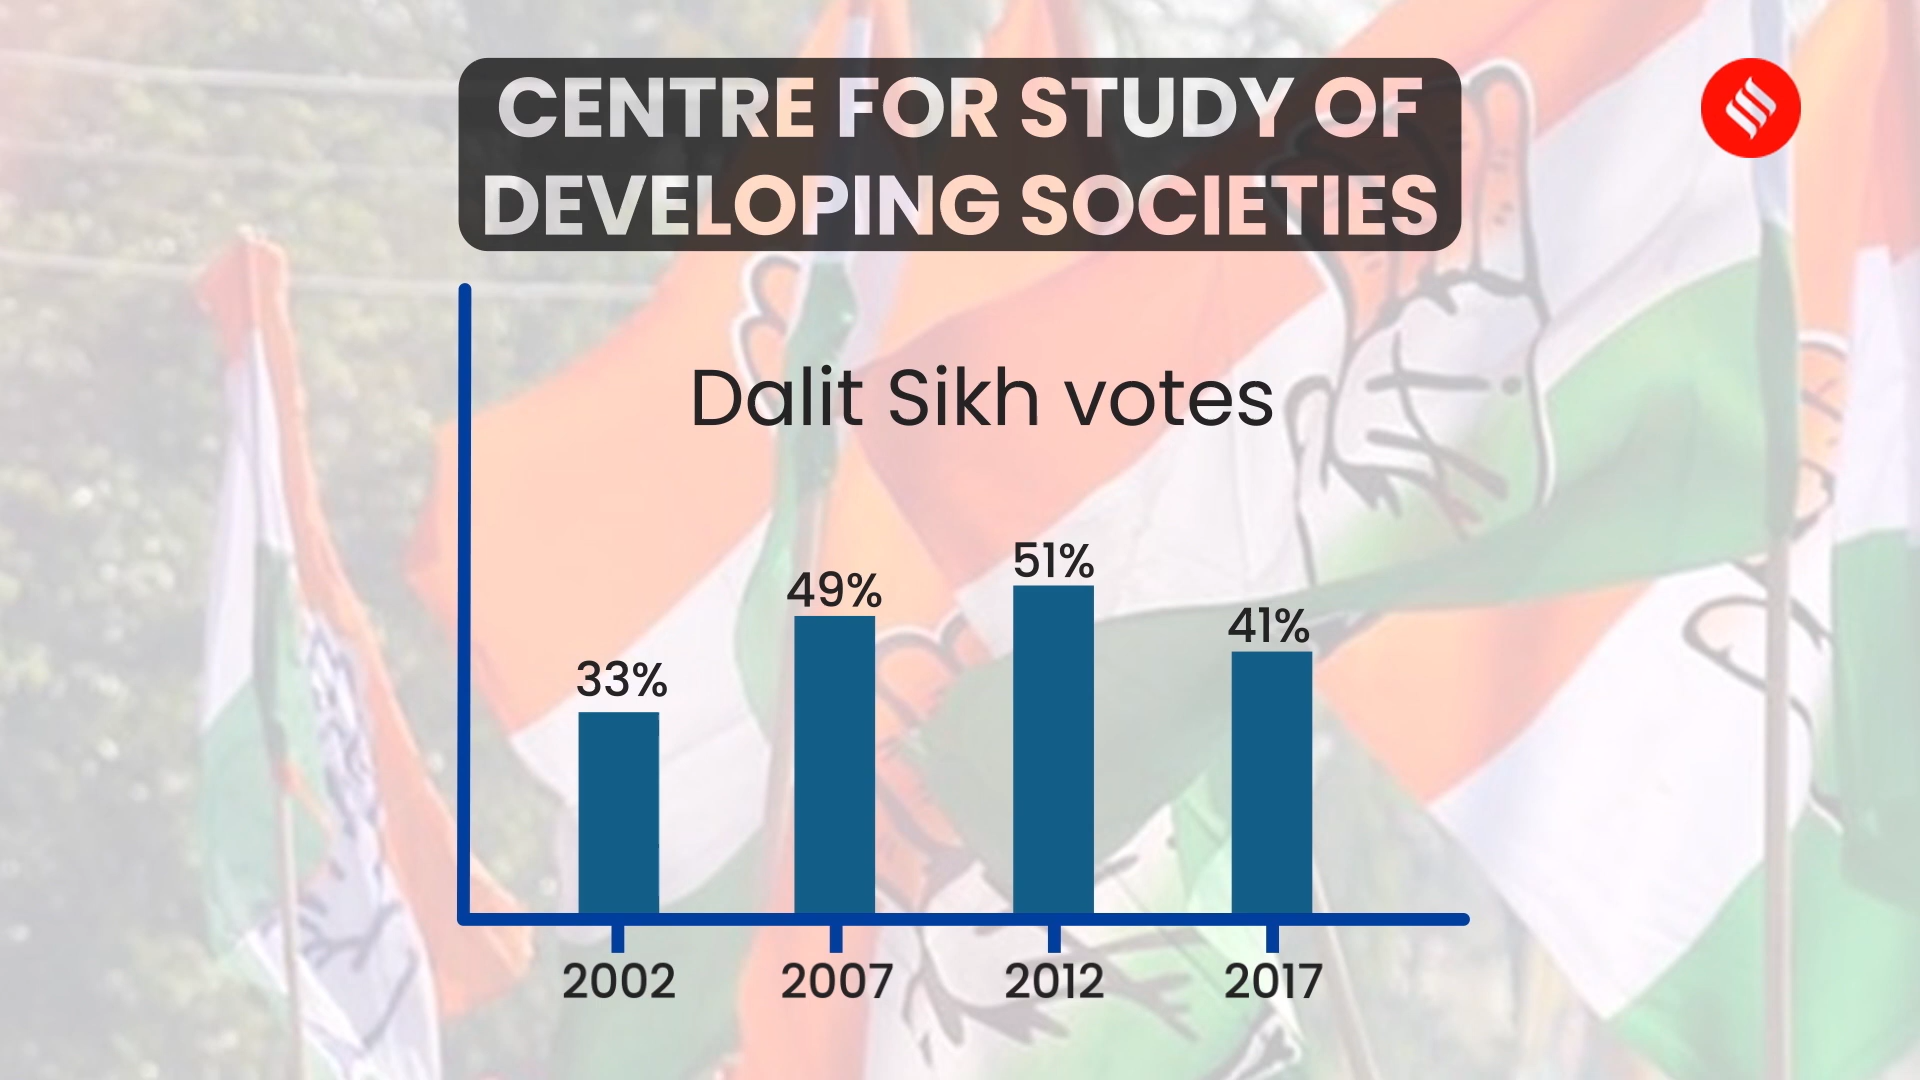 CENTRE FOR STUDY OF
DEVELOPING SOCIETIES
Dalit Sikh votes
33%
49%
51%
41%
2002
2007
2012
2017